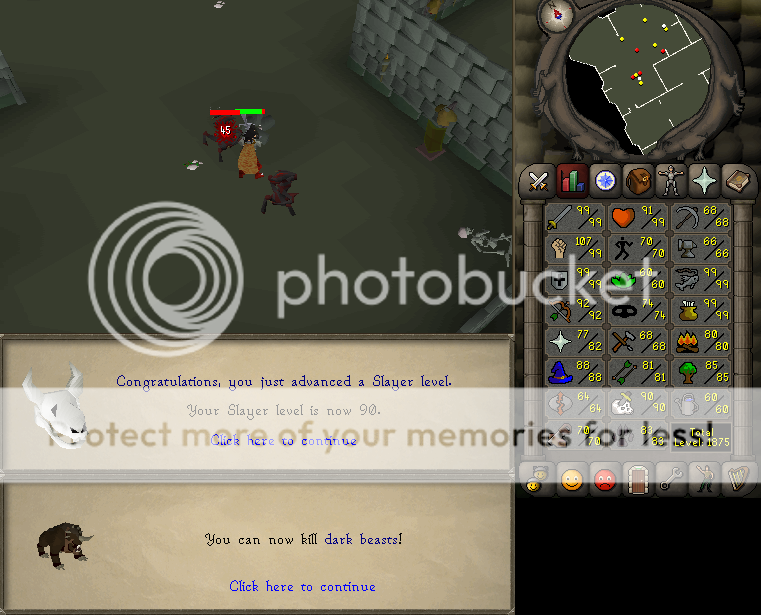 45
99/99 91/99 68/68
107/99 70/70 66/66
99/99 60/60 99/99
92/92 74/74 99/99
77/82 68/68 80/80
88/88 81/81 85/85
64/64 90/90 60/60
70/70 83/83 Total
Level: 1875
photobucket
Congratulations, you just advanced a Slayer level.
Your Slayer level is now 90.
Click here to continue
Protect more of your memories for less!
You can now kill dark beasts!
Click here to continue